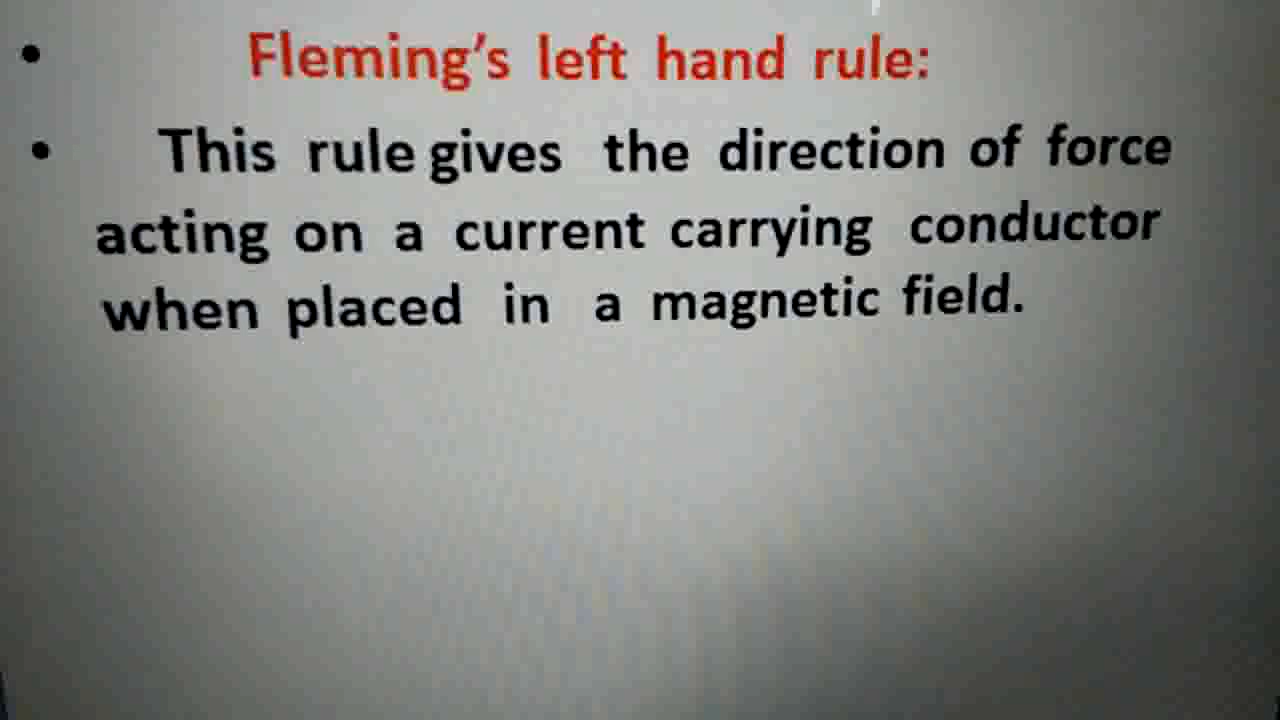 • Fleming's left hand rule:
• This rule gives the direction of force
acting on a current carrying conductor
when placed in a magnetic field.